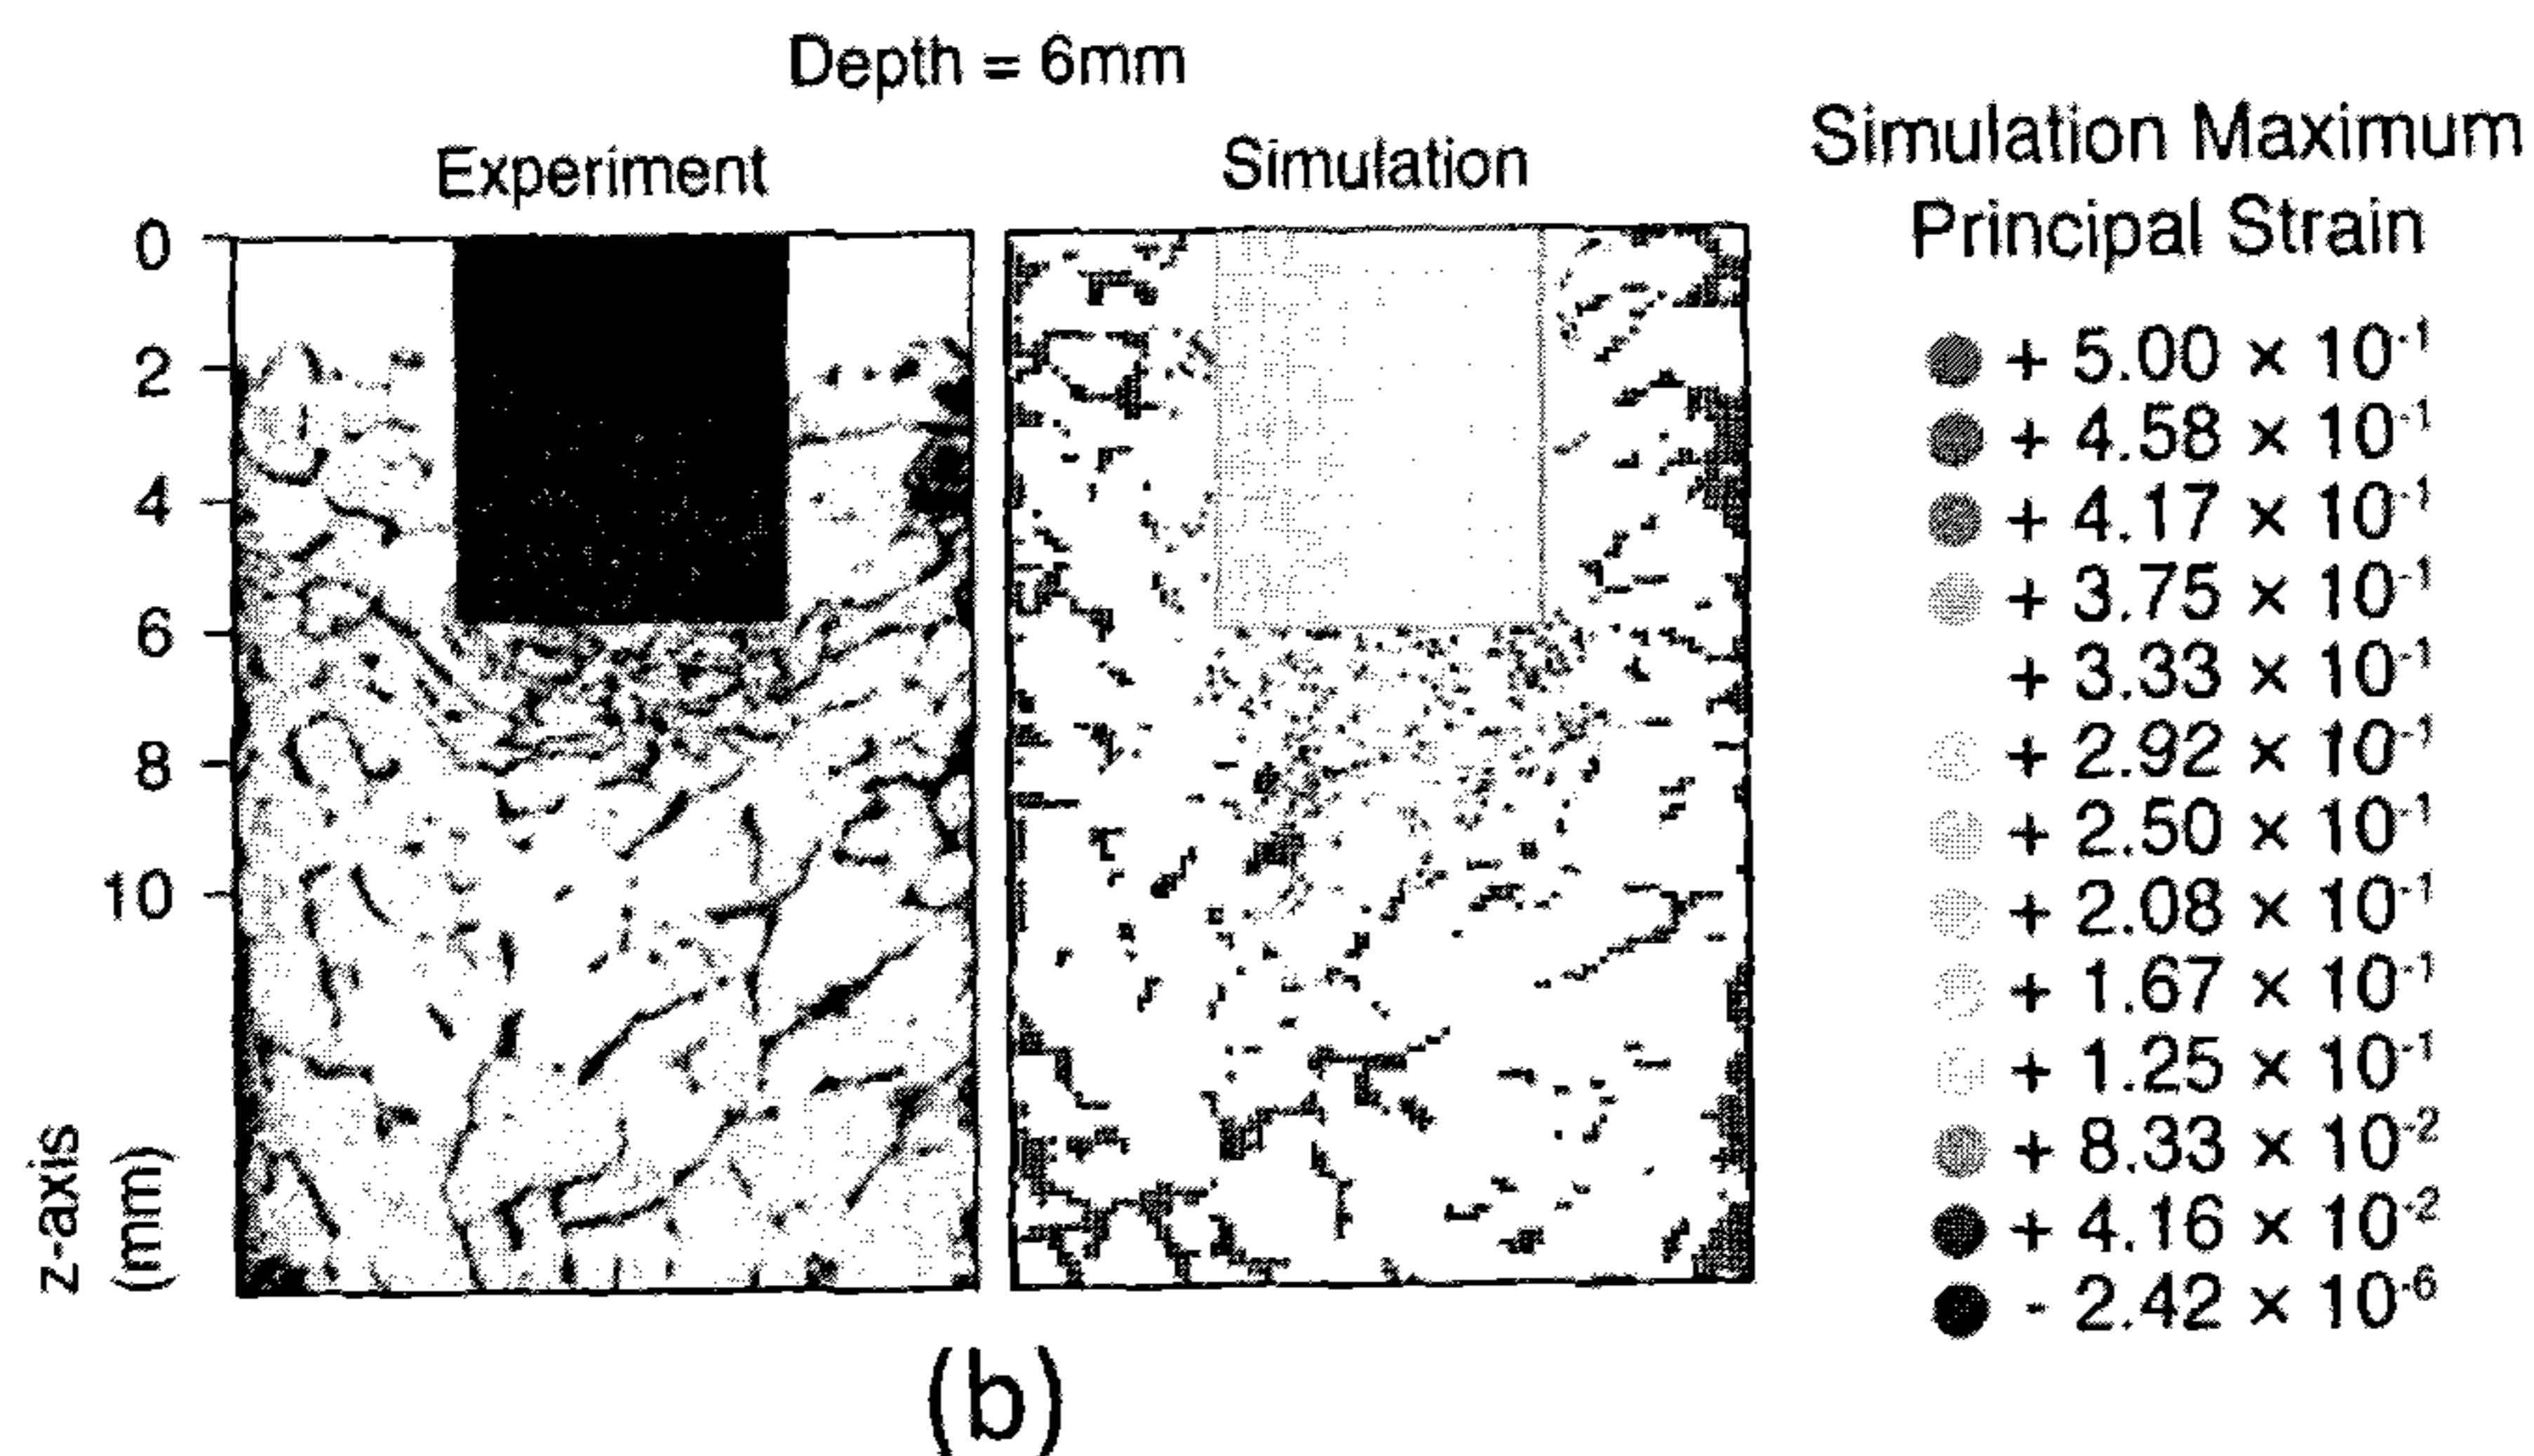 Depth = 6mm
Experiment
Simulation
0
2
4
6
8
10
z-axis
(mm)
Simulation Maximum
Principal Strain
+ 5.00 × 10⁻¹
+ 4.58 × 10⁻¹
+ 4.17 × 10⁻¹
+ 3.75 × 10⁻¹
+ 3.33 × 10⁻¹
+ 2.92 × 10⁻¹
+ 2.50 × 10⁻¹
+ 2.08 × 10⁻¹
+ 1.67 × 10⁻¹
+ 1.25 × 10⁻¹
+ 8.33 × 10⁻²
+ 4.16 × 10⁻²
- 2.42 × 10⁻⁶
(b)